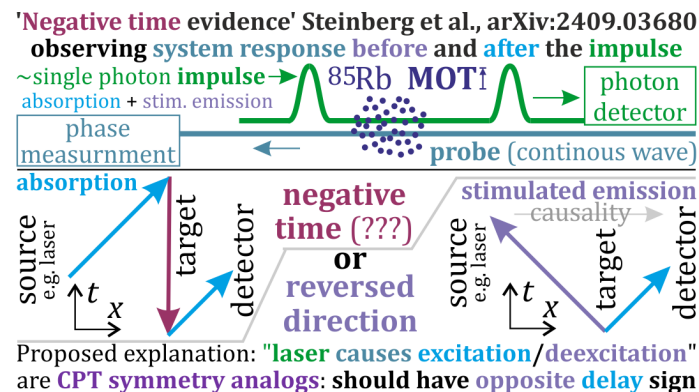 'Negative time evidence' Steinberg et al., arXiv:2409.03680
observing system response before and after the impulse
~single photon impulse
absorption + stim. emission
85Rb MOT
photon
detector
phase
measurnment
probe (continous wave)
absorption
source
e.g. laser
target
detector
t
x
negative
time (???)
or
reversed
direction
stimulated emission
causality
source
e.g. laser
target
detector
t
x
Proposed explanation: "laser causes excitation/deexcitation"
are CPT symmetry analogs: should have opposite delay sign